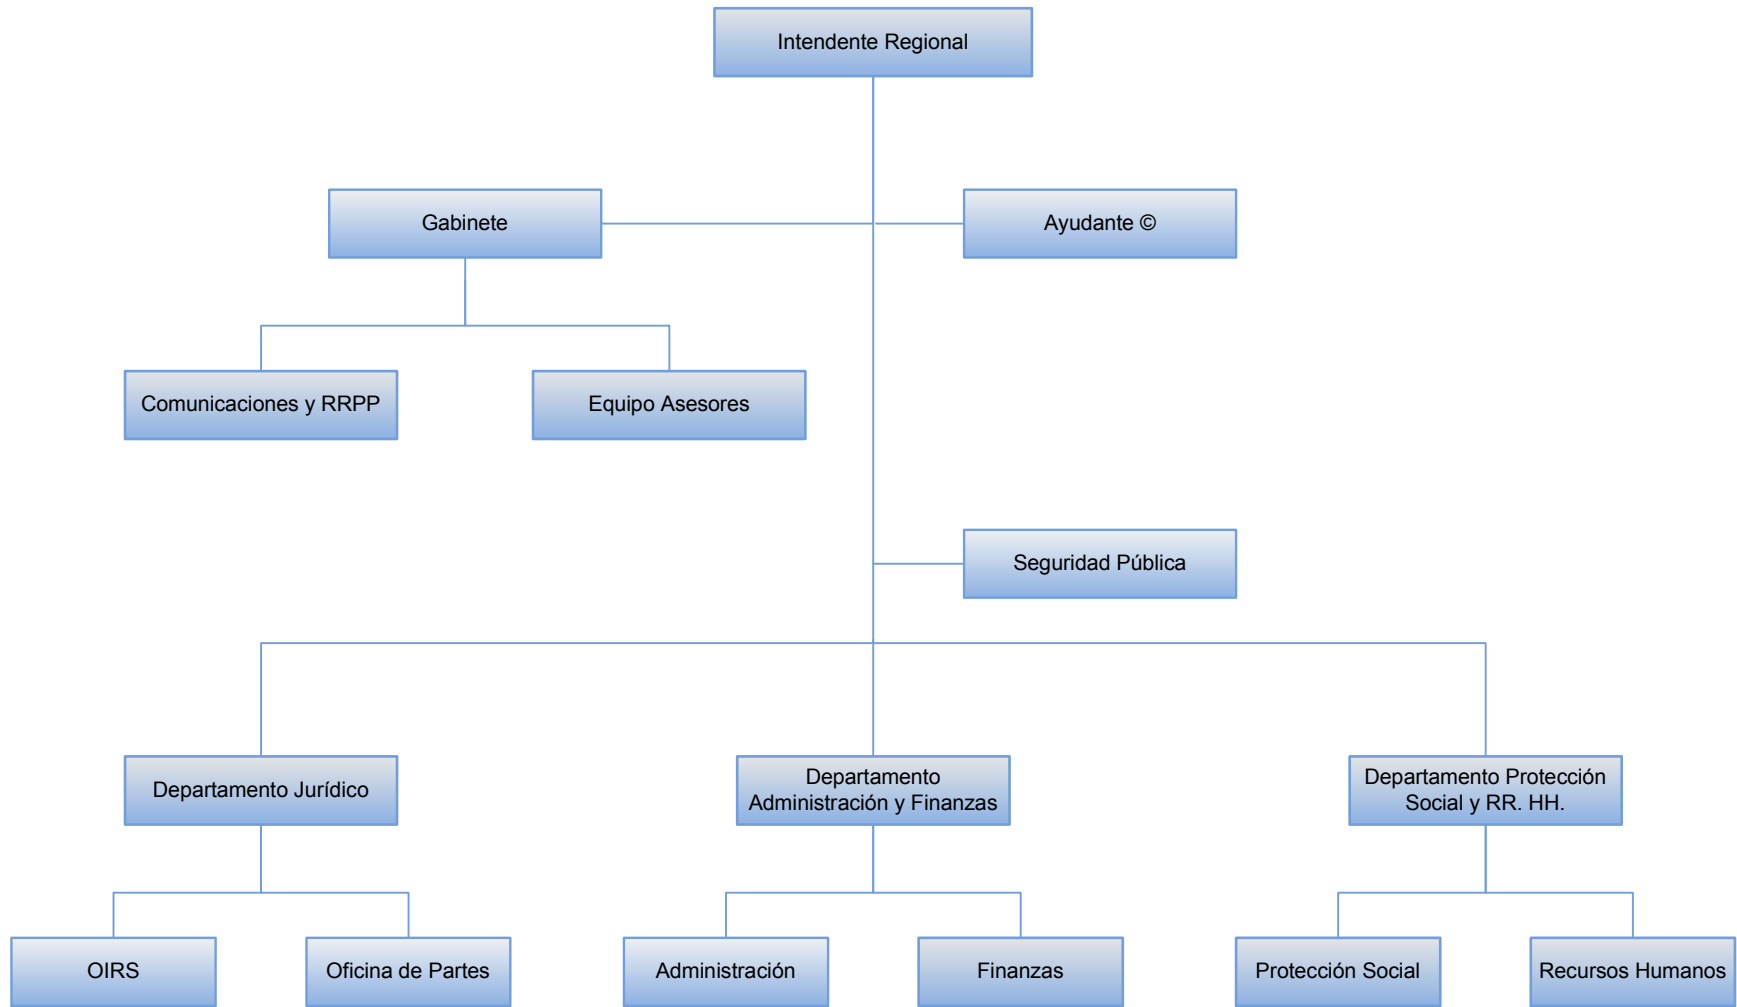 Intendente Regional
Gabinete
Ayudante ©
Comunicaciones y RRPP
Equipo Asesores
Seguridad Pública
Departamento Jurídico
Departamento
Administración y Finanzas
Departamento Protección
Social y RR. HH.
OIRS
Oficina de Partes
Administración
Finanzas
Protección Social
Recursos Humanos